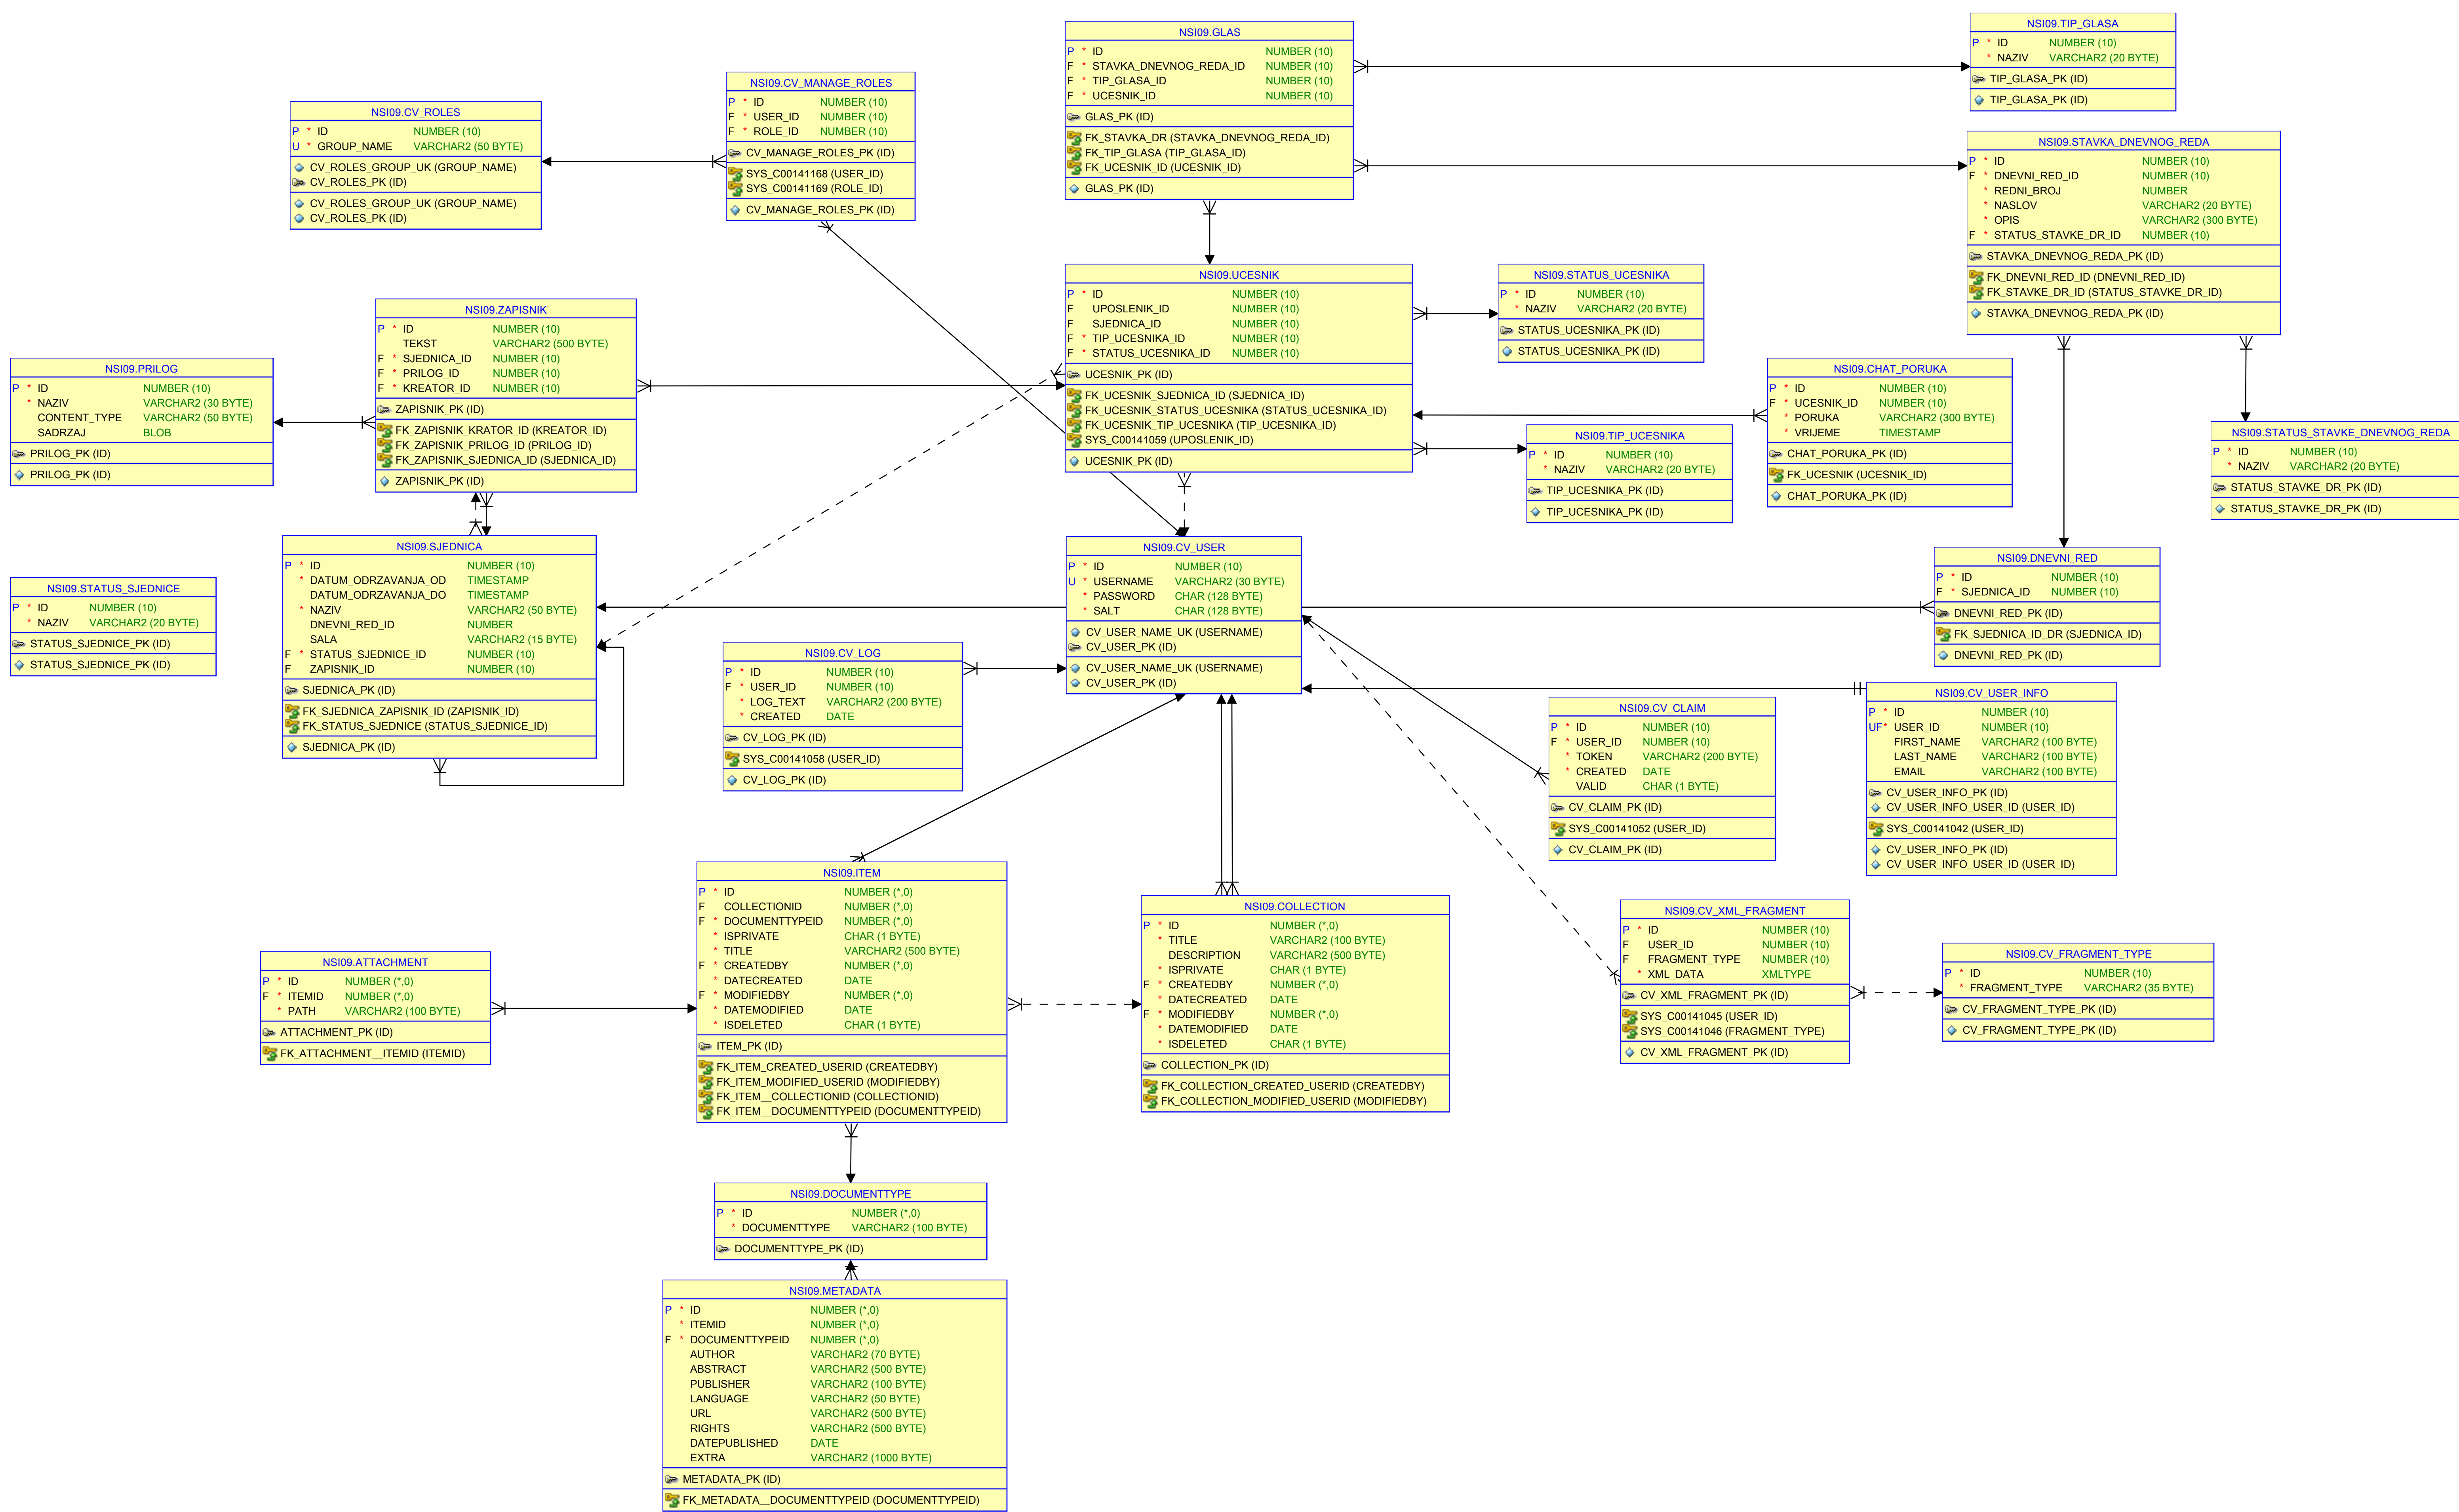 NSI09.GLAS
P * ID NUMBER (10)
F * STAVKA_DNEVNOG_REDA_ID NUMBER (10)
F * TIP_GLASA_ID NUMBER (10)
F * UCESNIK_ID NUMBER (10)
GLAS_PK (ID)
FK_STAVKA_DR (STAVKA_DNEVNOG_REDA_ID)
FK_TIP_GLASA (TIP_GLASA_ID)
FK_UCESNIK_ID (UCESNIK_ID)
GLAS_PK (ID)
NSI09.TIP_GLASA
P * ID NUMBER (10)
* NAZIV VARCHAR2 (20 BYTE)
TIP_GLASA_PK (ID)
TIP_GLASA_PK (ID)
NSI09.CV_MANAGE_ROLES
P * ID NUMBER (10)
F * USER_ID NUMBER (10)
F * ROLE_ID NUMBER (10)
CV_MANAGE_ROLES_PK (ID)
SYS_C00141168 (USER_ID)
SYS_C00141169 (ROLE_ID)
CV_MANAGE_ROLES_PK (ID)
NSI09.CV_ROLES
P * ID NUMBER (10)
U * GROUP_NAME VARCHAR2 (50 BYTE)
CV_ROLES_GROUP_UK (GROUP_NAME)
CV_ROLES_PK (ID)
CV_ROLES_GROUP_UK (GROUP_NAME)
CV_ROLES_PK (ID)
NSI09.STAVKA_DNEVNOG_REDA
P * ID NUMBER (10)
F * DNEVNI_RED_ID NUMBER (10)
* REDNI_BROJ NUMBER
* NASLOV VARCHAR2 (20 BYTE)
* OPIS VARCHAR2 (300 BYTE)
F * STATUS_STAVKE_DR_ID NUMBER (10)
STAVKA_DNEVNOG_REDA_PK (ID)
FK_DNEVNI_RED_ID (DNEVNI_RED_ID)
FK_STAVKE_DR_ID (STATUS_STAVKE_DR_ID)
STAVKA_DNEVNOG_REDA_PK (ID)
NSI09.UCESNIK
P * ID NUMBER (10)
F UPOSLENIK_ID NUMBER (10)
F SJEDNICA_ID NUMBER (10)
F * TIP_UCESNIKA_ID NUMBER (10)
F * STATUS_UCESNIKA_ID NUMBER (10)
UCESNIK_PK (ID)
FK_UCESNIK_SJEDNICA_ID (SJEDNICA_ID)
FK_UCESNIK_STATUS_UCESNIKA (STATUS_UCESNIKA_ID)
FK_UCESNIK_TIP_UCESNIKA (TIP_UCESNIKA_ID)
SYS_C00141059 (UPOSLENIK_ID)
UCESNIK_PK (ID)
NSI09.STATUS_UCESNIKA
P * ID NUMBER (10)
* NAZIV VARCHAR2 (20 BYTE)
STATUS_UCESNIKA_PK (ID)
STATUS_UCESNIKA_PK (ID)
NSI09.ZAPISNIK
P * ID NUMBER (10)
TEKST VARCHAR2 (500 BYTE)
F * SJEDNICA_ID NUMBER (10)
F * PRILOG_ID NUMBER (10)
F * KREATOR_ID NUMBER (10)
ZAPISNIK_PK (ID)
FK_ZAPISNIK_KRATOR_ID (KREATOR_ID)
FK_ZAPISNIK_PRILOG_ID (PRILOG_ID)
FK_ZAPISNIK_SJEDNICA_ID (SJEDNICA_ID)
ZAPISNIK_PK (ID)
NSI09.PRILOG
P * ID NUMBER (10)
* NAZIV VARCHAR2 (30 BYTE)
CONTENT_TYPE VARCHAR2 (50 BYTE)
SADRZAJ BLOB
PRILOG_PK (ID)
PRILOG_PK (ID)
NSI09.CHAT_PORUKA
P * ID NUMBER (10)
F * UCESNIK_ID NUMBER (10)
* PORUKA VARCHAR2 (300 BYTE)
* VRIJEME TIMESTAMP
CHAT_PORUKA_PK (ID)
FK_UCESNIK (UCESNIK_ID)
CHAT_PORUKA_PK (ID)
NSI09.TIP_UCESNIKA
P * ID NUMBER (10)
* NAZIV VARCHAR2 (20 BYTE)
TIP_UCESNIKA_PK (ID)
TIP_UCESNIKA_PK (ID)
NSI09.STATUS_STAVKE_DNEVNOG_REDA
P * ID NUMBER (10)
* NAZIV VARCHAR2 (20 BYTE)
STATUS_STAVKE_DR_PK (ID)
STATUS_STAVKE_DR_PK (ID)
NSI09.SJEDNICA
P * ID NUMBER (10)
* DATUM_ODRZAVANJA_OD TIMESTAMP
DATUM_ODRZAVANJA_DO TIMESTAMP
* NAZIV VARCHAR2 (50 BYTE)
DNEVNI_RED_ID NUMBER
SALA VARCHAR2 (15 BYTE)
F * STATUS_SJEDNICE_ID NUMBER (10)
F ZAPISNIK_ID NUMBER (10)
SJEDNICA_PK (ID)
FK_SJEDNICA_ZAPISNIK_ID (ZAPISNIK_ID)
FK_STATUS_SJEDNICE (STATUS_SJEDNICE_ID)
SJEDNICA_PK (ID)
NSI09.STATUS_SJEDNICE
P * ID NUMBER (10)
* NAZIV VARCHAR2 (20 BYTE)
STATUS_SJEDNICE_PK (ID)
STATUS_SJEDNICE_PK (ID)
NSI09.CV_USER
P * ID NUMBER (10)
U * USERNAME VARCHAR2 (30 BYTE)
* PASSWORD CHAR (128 BYTE)
* SALT CHAR (128 BYTE)
CV_USER_NAME_UK (USERNAME)
CV_USER_PK (ID)
CV_USER_NAME_UK (USERNAME)
CV_USER_PK (ID)
NSI09.DNEVNI_RED
P * ID NUMBER (10)
F * SJEDNICA_ID NUMBER (10)
DNEVNI_RED_PK (ID)
FK_SJEDNICA_ID_DR (SJEDNICA_ID)
DNEVNI_RED_PK (ID)
NSI09.CV_LOG
P * ID NUMBER (10)
F * USER_ID NUMBER (10)
* LOG_TEXT VARCHAR2 (200 BYTE)
* CREATED DATE
CV_LOG_PK (ID)
SYS_C00141058 (USER_ID)
CV_LOG_PK (ID)
NSI09.CV_CLAIM
P * ID NUMBER (10)
F * USER_ID NUMBER (10)
* TOKEN VARCHAR2 (200 BYTE)
* CREATED DATE
VALID CHAR (1 BYTE)
CV_CLAIM_PK (ID)
SYS_C00141052 (USER_ID)
CV_CLAIM_PK (ID)
NSI09.CV_USER_INFO
P * ID NUMBER (10)
UF* USER_ID NUMBER (10)
FIRST_NAME VARCHAR2 (100 BYTE)
LAST_NAME VARCHAR2 (100 BYTE)
EMAIL VARCHAR2 (100 BYTE)
CV_USER_INFO_PK (ID)
CV_USER_INFO_USER_ID (USER_ID)
SYS_C00141042 (USER_ID)
CV_USER_INFO_PK (ID)
CV_USER_INFO_USER_ID (USER_ID)
NSI09.ITEM
P * ID NUMBER (*,0)
F COLLECTIONID NUMBER (*,0)
F * DOCUMENTTYPEID NUMBER (*,0)
* ISPRIVATE CHAR (1 BYTE)
* TITLE VARCHAR2 (500 BYTE)
F * CREATEDBY NUMBER (*,0)
* DATECREATED DATE
F * MODIFIEDBY NUMBER (*,0)
* DATEMODIFIED DATE
* ISDELETED CHAR (1 BYTE)
ITEM_PK (ID)
FK_ITEM_CREATED_USERID (CREATEDBY)
FK_ITEM_MODIFIED_USERID (MODIFIEDBY)
FK_ITEM__COLLECTIONID (COLLECTIONID)
FK_ITEM__DOCUMENTTYPEID (DOCUMENTTYPEID)
NSI09.COLLECTION
P * ID NUMBER (*,0)
* TITLE VARCHAR2 (100 BYTE)
DESCRIPTION VARCHAR2 (500 BYTE)
* ISPRIVATE CHAR (1 BYTE)
F * CREATEDBY NUMBER (*,0)
* DATECREATED DATE
F * MODIFIEDBY NUMBER (*,0)
* DATEMODIFIED DATE
* ISDELETED CHAR (1 BYTE)
COLLECTION_PK (ID)
FK_COLLECTION_CREATED_USERID (CREATEDBY)
FK_COLLECTION_MODIFIED_USERID (MODIFIEDBY)
NSI09.CV_XML_FRAGMENT
P * ID NUMBER (10)
F USER_ID NUMBER (10)
F FRAGMENT_TYPE NUMBER (10)
* XML_DATA XMLTYPE
CV_XML_FRAGMENT_PK (ID)
SYS_C00141045 (USER_ID)
SYS_C00141046 (FRAGMENT_TYPE)
CV_XML_FRAGMENT_PK (ID)
NSI09.CV_FRAGMENT_TYPE
P * ID NUMBER (10)
* FRAGMENT_TYPE VARCHAR2 (35 BYTE)
CV_FRAGMENT_TYPE_PK (ID)
CV_FRAGMENT_TYPE_PK (ID)
NSI09.ATTACHMENT
P * ID NUMBER (*,0)
F * ITEMID NUMBER (*,0)
* PATH VARCHAR2 (100 BYTE)
ATTACHMENT_PK (ID)
FK_ATTACHMENT__ITEMID (ITEMID)
NSI09.DOCUMENTTYPE
P * ID NUMBER (*,0)
* DOCUMENTTYPE VARCHAR2 (100 BYTE)
DOCUMENTTYPE_PK (ID)
NSI09.METADATA
P * ID NUMBER (*,0)
* ITEMID NUMBER (*,0)
F * DOCUMENTTYPEID NUMBER (*,0)
AUTHOR VARCHAR2 (70 BYTE)
ABSTRACT VARCHAR2 (500 BYTE)
PUBLISHER VARCHAR2 (100 BYTE)
LANGUAGE VARCHAR2 (50 BYTE)
URL VARCHAR2 (500 BYTE)
RIGHTS VARCHAR2 (500 BYTE)
DATEPUBLISHED DATE
EXTRA VARCHAR2 (1000 BYTE)
METADATA_PK (ID)
FK_METADATA__DOCUMENTTYPEID (DOCUMENTTYPEID)